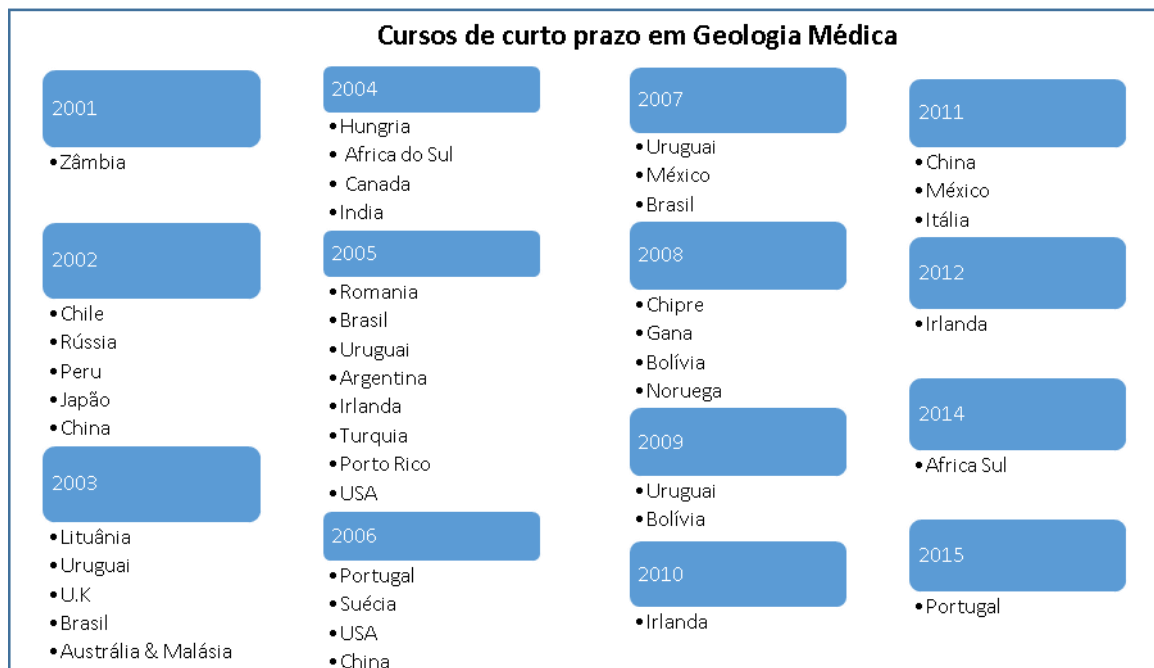 Cursos de curto prazo em Geologia Médica
2001
•Zâmbia
2002
•Chile
•Rússia
•Peru
•Japão
•China
2003
•Lituânia
•Uruguai
•U.K
•Brasil
•Austrália & Malásia
2004
•Hungria
• Africa do Sul
• Canada
•India
2005
•Romania
•Brasil
•Uruguai
•Argentina
•Irlanda
•Turquia
•Porto Rico
•USA
2006
•Portugal
•Suécia
•USA
•China
2007
•Uruguai
•México
•Brasil
2008
•Chipre
•Gana
•Bolívia
•Noruega
2009
•Uruguai
•Bolívia
2010
•Irlanda
2011
•China
•México
•Itália
2012
•Irlanda
2014
•Africa Sul
2015
•Portugal